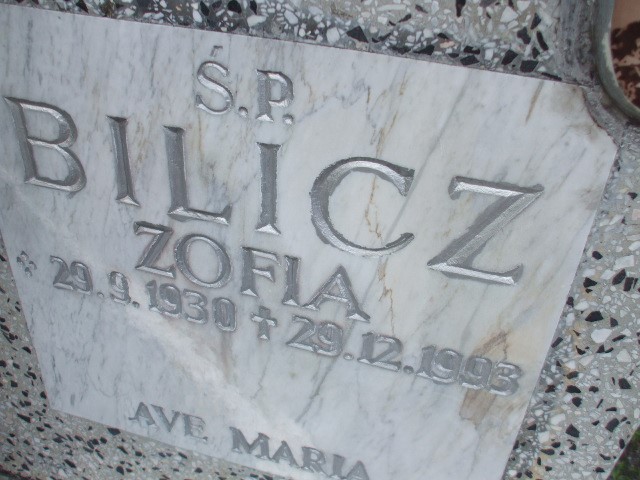 Ś.P.
BILICZ
ZOFIA
* 29.9.1930 ✝ 29.12.1993
AVE MARIA